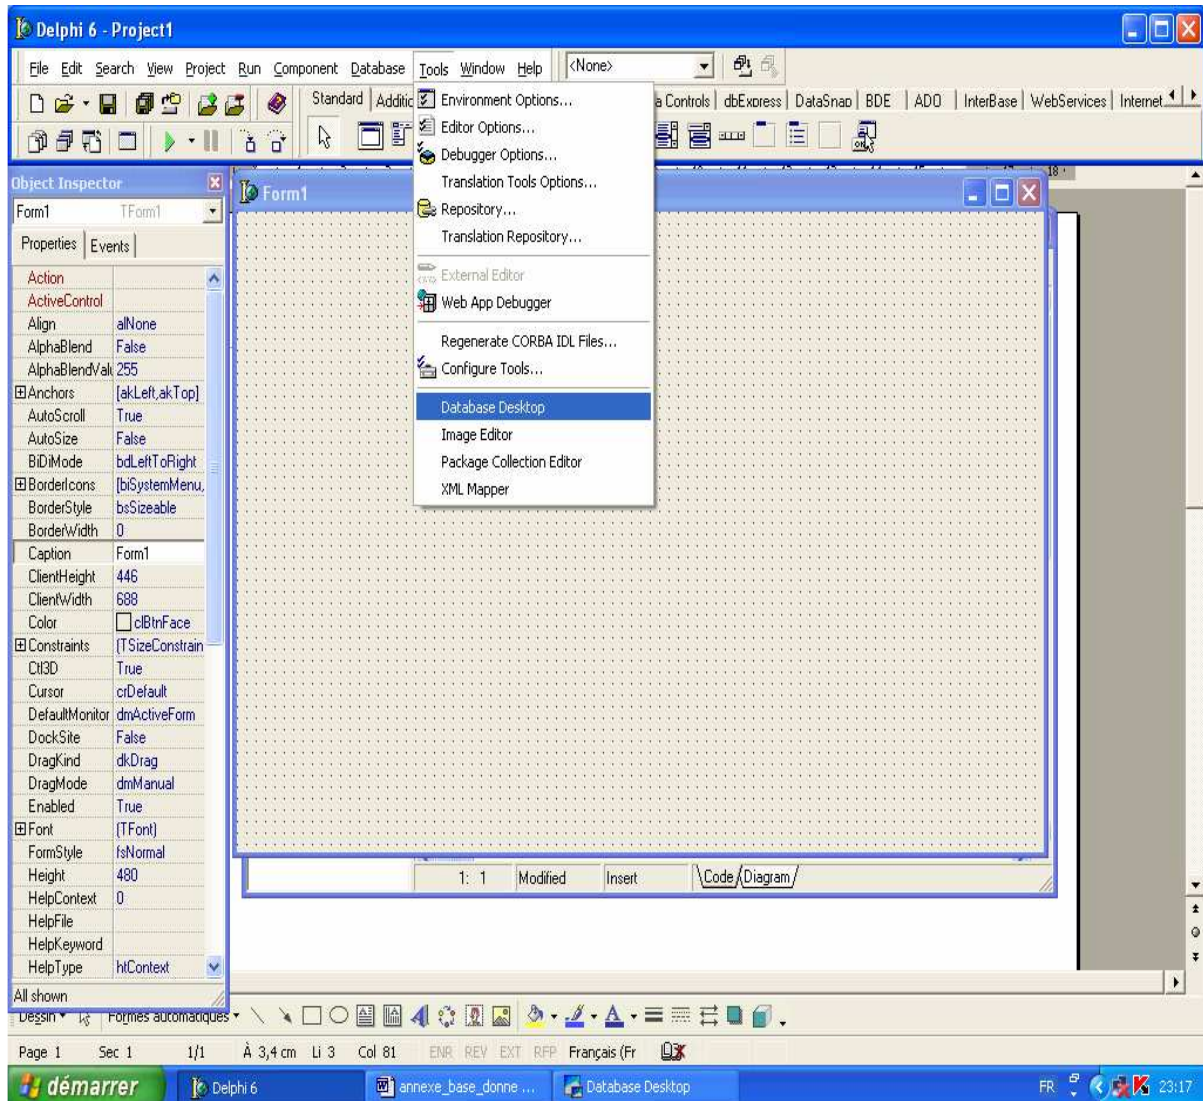 Delphi 6 - Project1
File Edit Search View Project Run Component Database Tools Window Help <None>
Standard Additic a Controls dbExpress DataSnap BDE ADO InterBase WebServices Internet
Environment Options...
Editor Options...
Debugger Options...
Translation Tools Options...
Repository...
Translation Repository...
External Editor
Web App Debugger
Regenerate CORBA IDL Files...
Configure Tools...
Database Desktop
Image Editor
Package Collection Editor
XML Mapper
Object Inspector
Form1 TForm1
Properties Events
Action
ActiveControl
Align alNone
AlphaBlend False
AlphaBlendValu 255
Anchors [akLeft,akTop]
AutoScroll True
AutoSize False
BiDiMode bdLeftToRight
BorderIcons [biSystemMenu,
BorderStyle bsSizeable
BorderWidth 0
Caption Form1
ClientHeight 446
ClientWidth 688
Color clBtnFace
Constraints (TSizeConstrain
Ctl3D True
Cursor crDefault
DefaultMonitor dmActiveForm
DockSite False
DragKind dkDrag
DragMode dmManual
Enabled True
Font (TFont)
FormStyle fsNormal
Height 480
HelpContext 0
HelpFile
HelpKeyword
HelpType htContext
All shown
Form1
18
1: 1 Modified Insert Code Diagram
Dessin Formes automatiques
Page 1 Sec 1 1/1 À 3,4 cm Li 3 Col 81 ENR REV EXT RFP Français (Fr
démarrer Delphi 6 annexe_base_donne ... Database Desktop FR 23:17